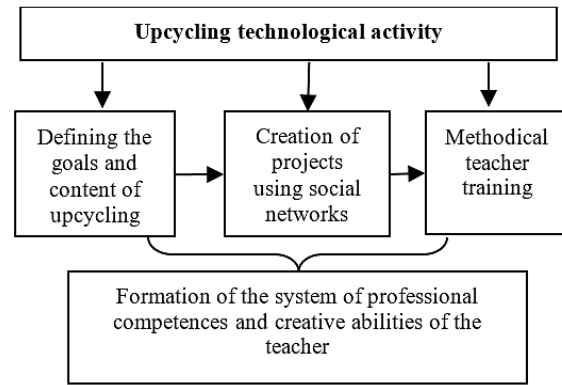 Upcycling technological activity
Defining the
goals and
content of
upcycling
Creation of
projects
using social
networks
Methodical
teacher
training
Formation of the system of professional
competences and creative abilities of the
teacher